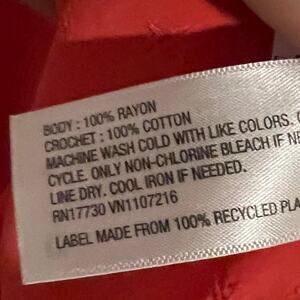 BODY : 100% RAYON
CROCHET : 100% COTTON
MACHINE WASH COLD WITH LIKE COLORS.
CYCLE. ONLY NON-CHLORINE BLEACH IF
LINE DRY. COOL IRON IF NEEDED.
RN17730 VN1107216
LABEL MADE FROM 100% RECYCLED